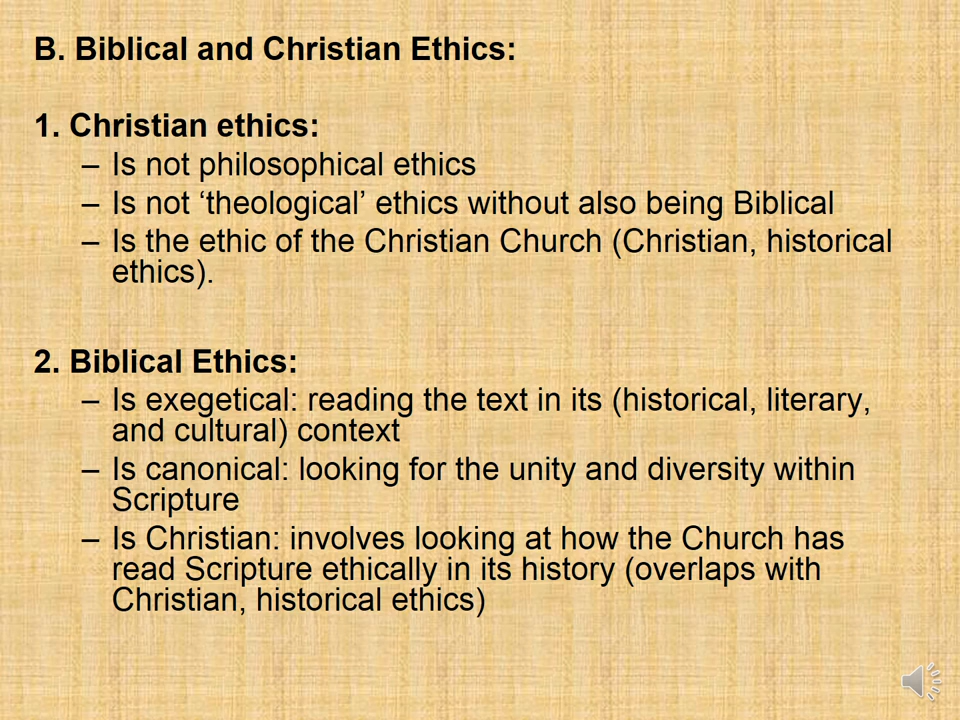 B. Biblical and Christian Ethics:
1. Christian ethics:
– Is not philosophical ethics
– Is not ‘theological’ ethics without also being Biblical
– Is the ethic of the Christian Church (Christian, historical
ethics).
2. Biblical Ethics:
– Is exegetical: reading the text in its (historical, literary,
and cultural) context
– Is canonical: looking for the unity and diversity within
Scripture
– Is Christian: involves looking at how the Church has
read Scripture ethically in its history (overlaps with
Christian, historical ethics)